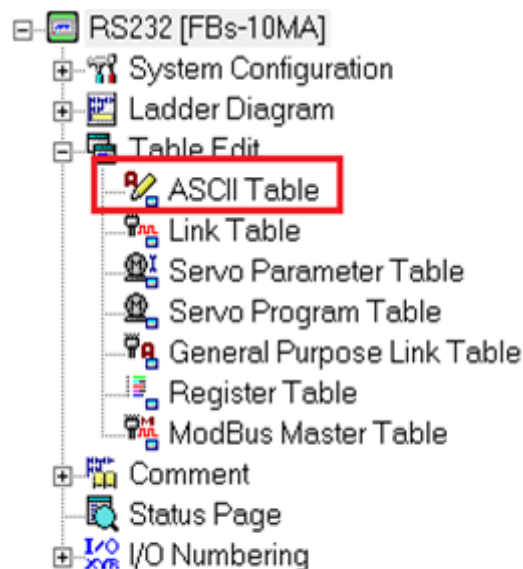 RS232 [FBs-10MA]
System Configuration
Ladder Diagram
Table Edit
ASCII Table
Link Table
Servo Parameter Table
Servo Program Table
General Purpose Link Table
Register Table
ModBus Master Table
Comment
Status Page
I/O Numbering